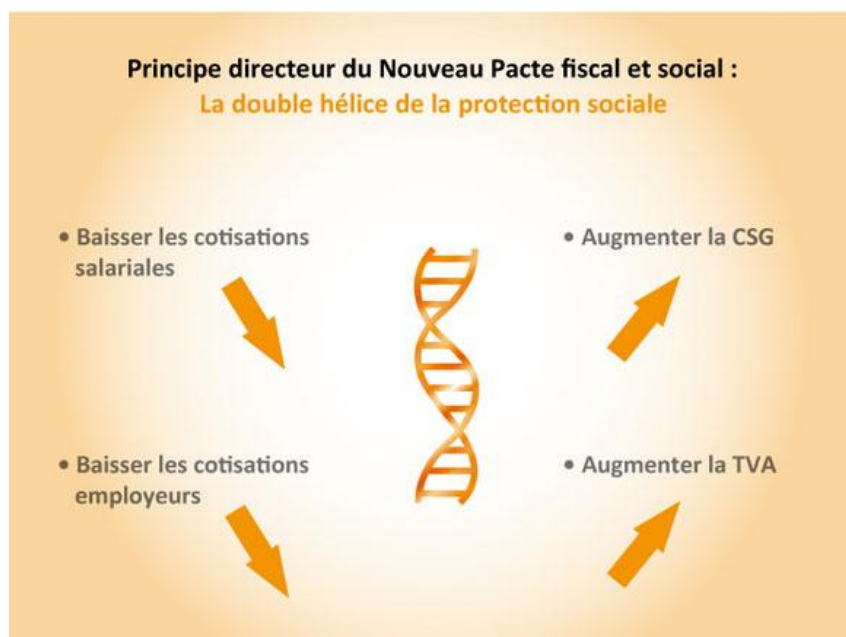 Principe directeur du Nouveau Pacte fiscal et social :
La double hélice de la protection sociale
• Baisser les cotisations
salariales
• Augmenter la CSG
• Baisser les cotisations
employeurs
• Augmenter la TVA